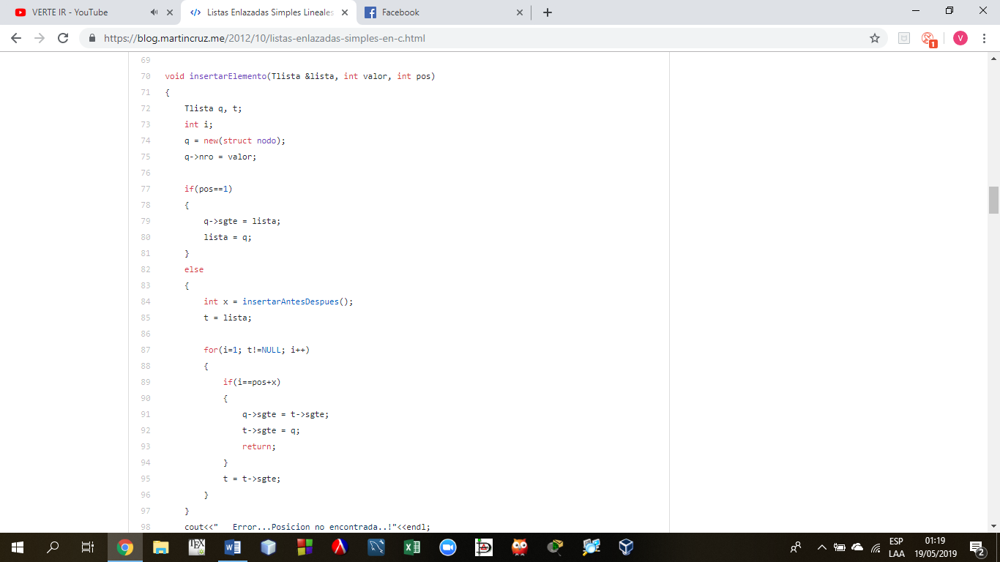 VERTE IR - YouTube
Listas Enlazadas Simples Lineales
Facebook
https://blog.martincruz.me/2012/10/listas-enlazadas-simples-en-c.html
V
1
69
70 void insertarElemento(Tlista &lista, int valor, int pos)
71 {
72     Tlista q, t;
73     int i;
74     q = new(struct nodo);
75     q->nro = valor;
76
77     if(pos==1)
78     {
79         q->sgte = lista;
80         lista = q;
81     }
82     else
83     {
84         int x = insertarAntesDespues();
85         t = lista;
86
87         for(i=1; t!=NULL; i++)
88         {
89             if(i==pos+x)
90             {
91                 q->sgte = t->sgte;
92                 t->sgte = q;
93                 return;
94             }
95             t = t->sgte;
96         }
97     }
98     cout<<"   Error...Posicion no encontrada..!"<<endl;
ESP
LAA
01:19
19/05/2019
2